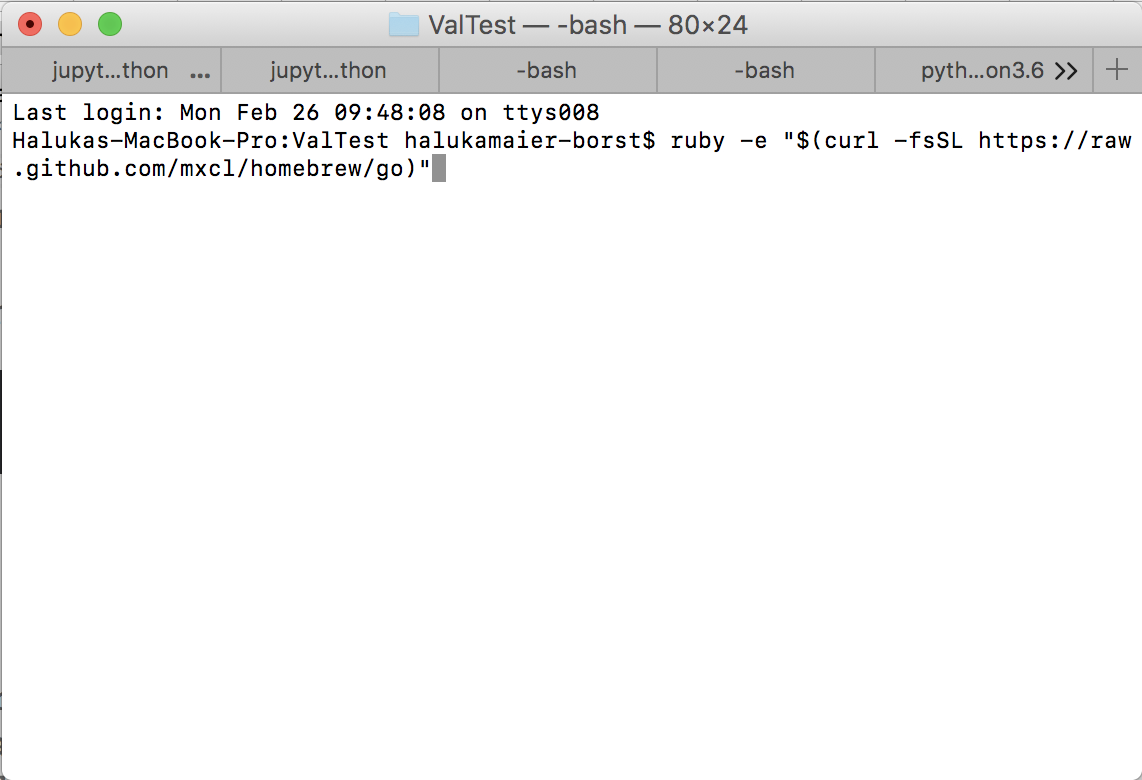 ValTest — -bash — 80×24
jupyt...thon ... jupyt...thon -bash -bash pyth...on3.6 >> +
Last login: Mon Feb 26 09:48:08 on ttys008
Halukas-MacBook-Pro:ValTest halukamaier-borst$ ruby -e "$(curl -fsSL https://raw
.github.com/mxcl/homebrew/go)"